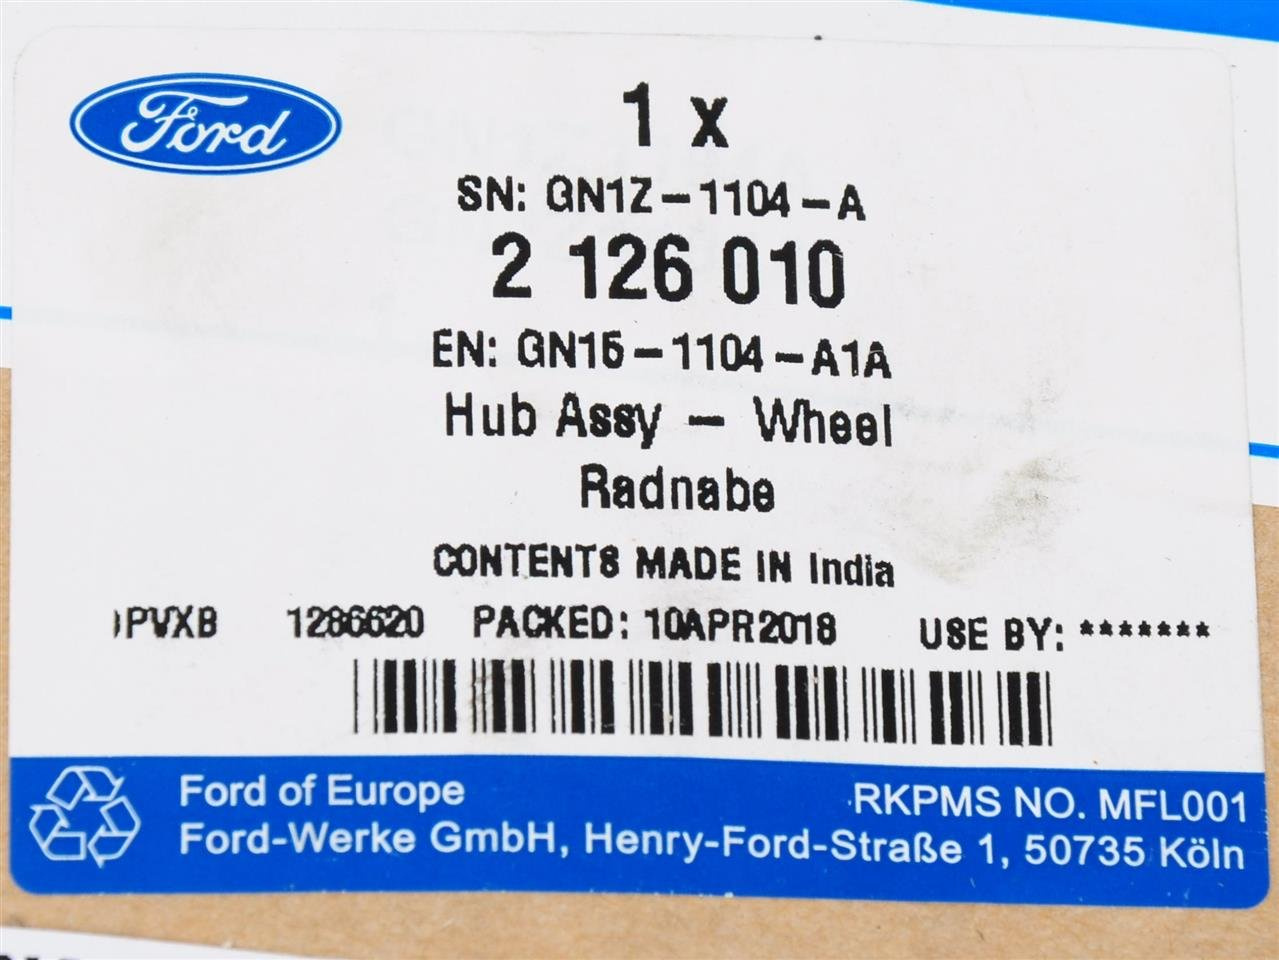 Ford
1 x
SN: GN1Z-1104-A
2 126 010
EN: GN15-1104-A1A
Hub Assy - Wheel
Radnabe
CONTENTS MADE IN India
PVXB 1286620 PACKED: 10APR2018 USE BY: *******
Ford of Europe RKPMS NO. MFL001
Ford-Werke GmbH, Henry-Ford-Straße 1, 50735 Köln